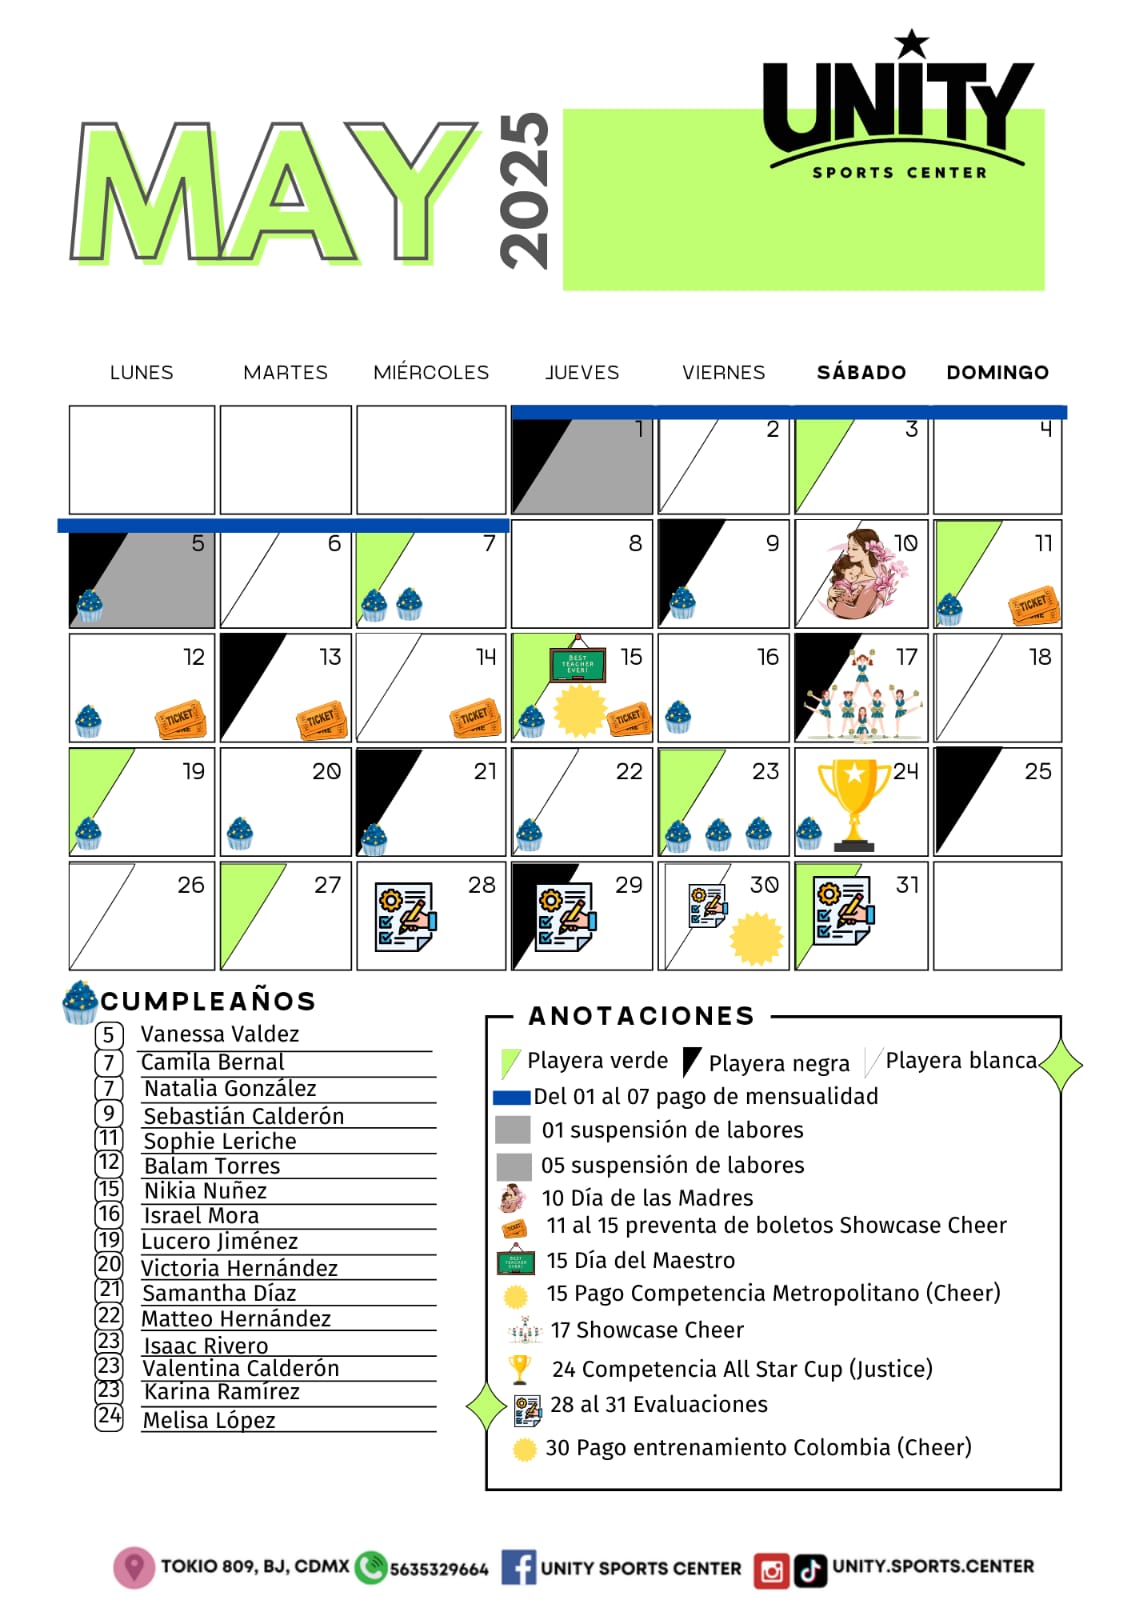 MAY
2025
UNITY
SPORTS CENTER
LUNES MARTES MIÉRCOLES JUEVES VIERNES SÁBADO DOMINGO
1 2 3 4
5 6 7 8 9 10 11
TICKET
12 13 14 15 16 17 18
BEST
TEACHER
EVER!
TICKET TICKET TICKET TICKET
19 20 21 22 23 24 25
26 27 28 29 30 31
CUMPLEAÑOS
5 Vanessa Valdez
7 Camila Bernal
7 Natalia González
9 Sebastián Calderón
11 Sophie Leriche
12 Balam Torres
15 Nikia Nuñez
16 Israel Mora
19 Lucero Jiménez
20 Victoria Hernández
21 Samantha Díaz
22 Matteo Hernández
23 Isaac Rivero
23 Valentina Calderón
23 Karina Ramírez
24 Melisa López
ANOTACIONES
Playera verde Playera negra Playera blanca
Del 01 al 07 pago de mensualidad
01 suspensión de labores
05 suspensión de labores
10 Día de las Madres
11 al 15 preventa de boletos Showcase Cheer
15 Día del Maestro
15 Pago Competencia Metropolitano (Cheer)
17 Showcase Cheer
24 Competencia All Star Cup (Justice)
28 al 31 Evaluaciones
30 Pago entrenamiento Colombia (Cheer)
TOKIO 809, BJ, CDMX 5635329664 UNITY SPORTS CENTER UNITY.SPORTS.CENTER